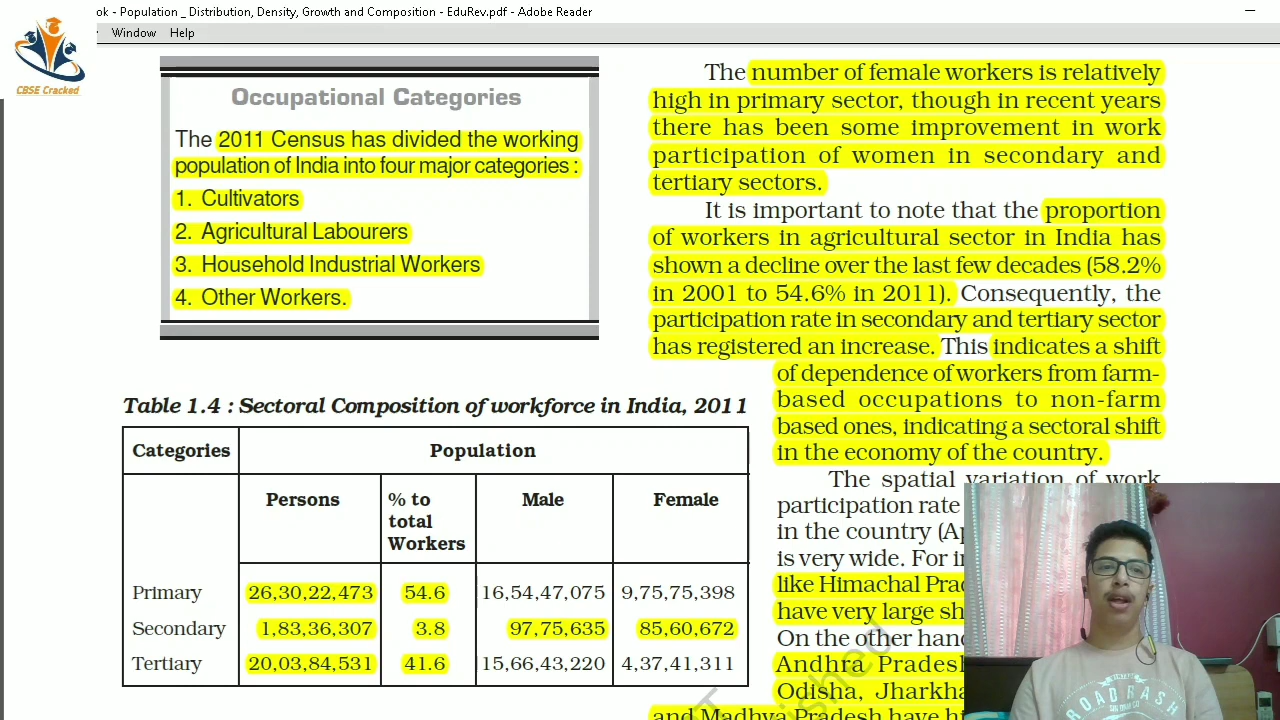 ok - Population _ Distribution, Density, Growth and Composition - EduRev.pdf - Adobe Reader
Window Help
CBSE Cracked
Occupational Categories
The 2011 Census has divided the working
population of India into four major categories :
1. Cultivators
2. Agricultural Labourers
3. Household Industrial Workers
4. Other Workers.
Table 1.4 : Sectoral Composition of workforce in India, 2011
Categories Population
Persons % to total Workers Male Female
Primary 26,30,22,473 54.6 16,54,47,075 9,75,75,398
Secondary 1,83,36,307 3.8 97,75,635 85,60,672
Tertiary 20,03,84,531 41.6 15,66,43,220 4,37,41,311
The number of female workers is relatively
high in primary sector, though in recent years
there has been some improvement in work
participation of women in secondary and
tertiary sectors.
It is important to note that the proportion
of workers in agricultural sector in India has
shown a decline over the last few decades (58.2%
in 2001 to 54.6% in 2011). Consequently, the
participation rate in secondary and tertiary sector
has registered an increase. This indicates a shift
of dependence of workers from farm-
based occupations to non-farm
based ones, indicating a sectoral shift
in the economy of the country.
The spatial variation of work
participation rate
in the country
is very wide. For
like Himachal
have very large
On the other hand
Andhra Pradesh
Odisha,
and Madhya Pradesh have
ROAD RASH